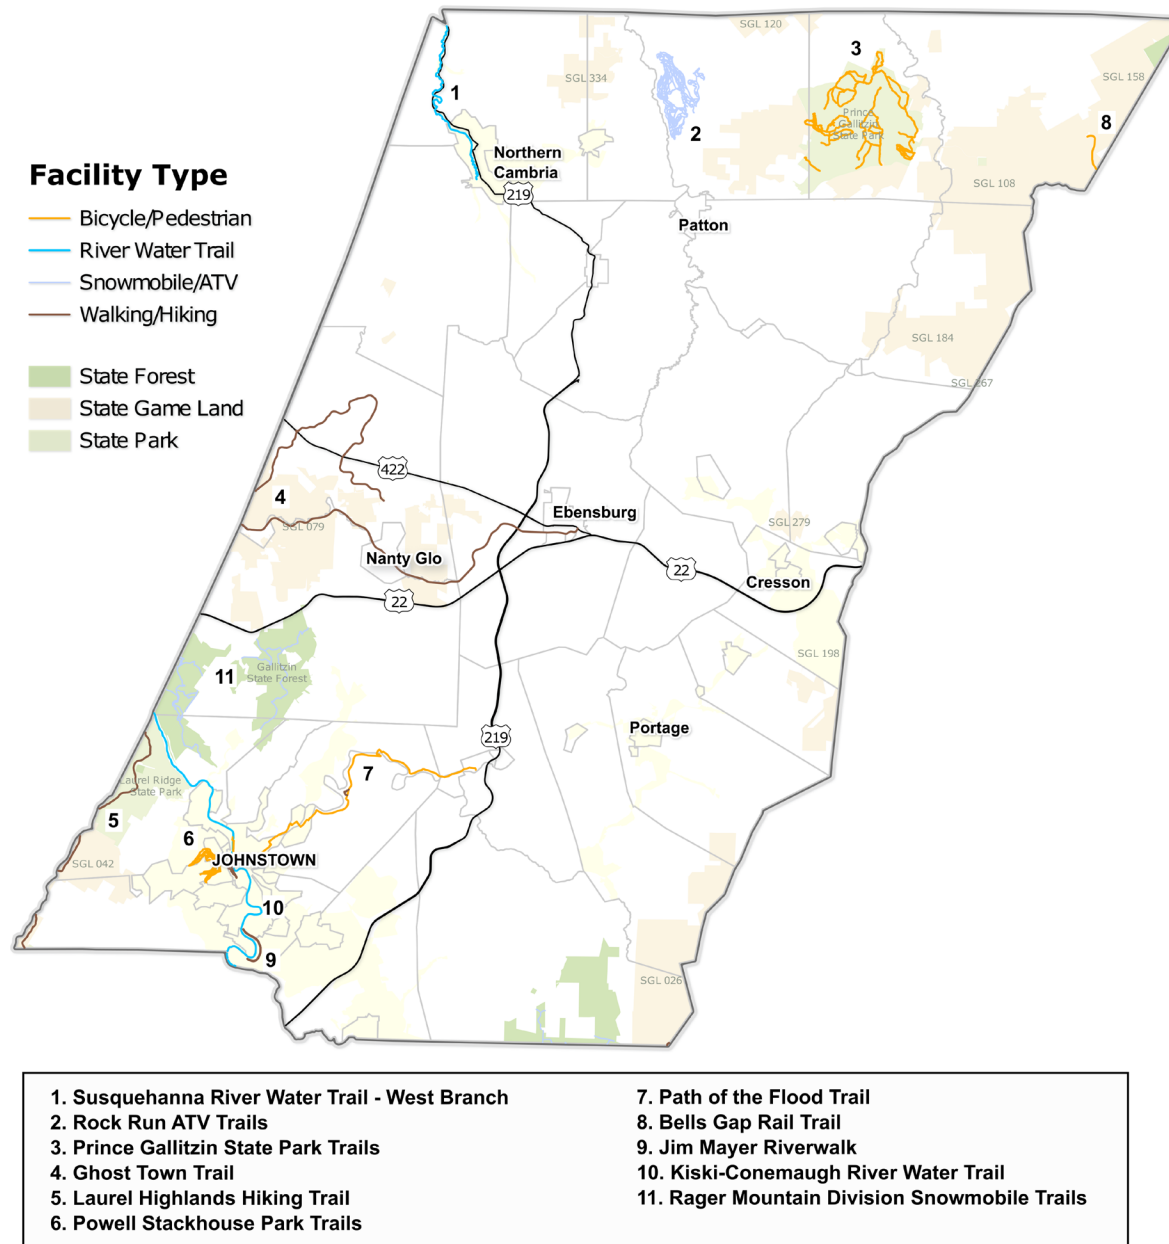 SGL 120
3
SGL 334
SGL 158
1
Prince
Gallitzin
State Park
8
2
Northern
Cambria
219
SGL 108
Patton
Facility Type
Bicycle/Pedestrian
River Water Trail
Snowmobile/ATV
Walking/Hiking
State Forest
State Game Land
State Park
SGL 184
SGL 267
422
4
SGL 079
Ebensburg
SGL 279
Nanty Glo
22
Cresson
22
SGL 198
11
Gallitzin
State Forest
Portage
219
7
Laurel Ridge
State Park
5
6
SGL 042
JOHNSTOWN
10
9
SGL 026
1. Susquehanna River Water Trail - West Branch
2. Rock Run ATV Trails
3. Prince Gallitzin State Park Trails
4. Ghost Town Trail
5. Laurel Highlands Hiking Trail
6. Powell Stackhouse Park Trails
7. Path of the Flood Trail
8. Bells Gap Rail Trail
9. Jim Mayer Riverwalk
10. Kiski-Conemaugh River Water Trail
11. Rager Mountain Division Snowmobile Trails